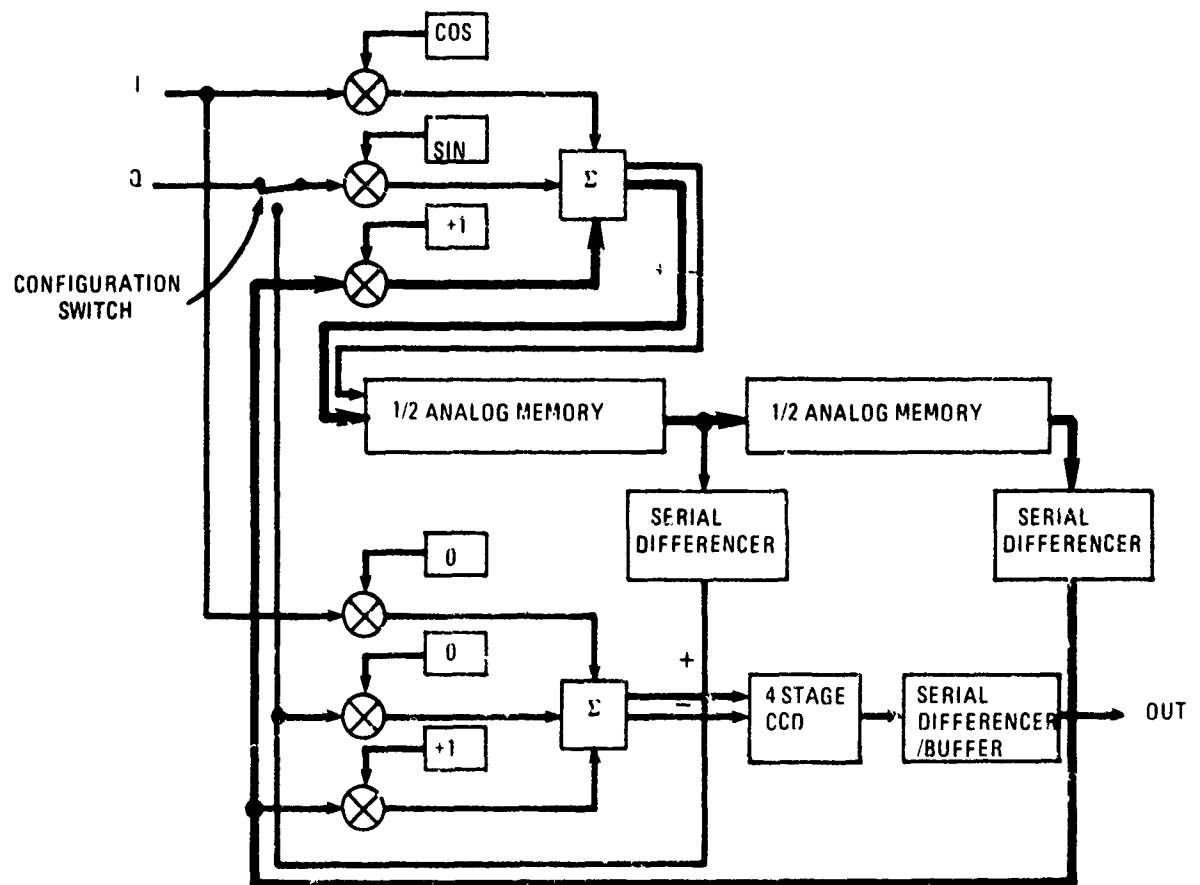 COS
I
SIN
Q
Σ
+1
+ -
CONFIGURATION
SWITCH
1/2 ANALOG MEMORY
1/2 ANALOG MEMORY
SERIAL
DIFFERENCER
SERIAL
DIFFERENCER
0
0
+
Σ
-
4 STAGE
CCD
SERIAL
DIFFERENCER
/BUFFER
OUT
+1